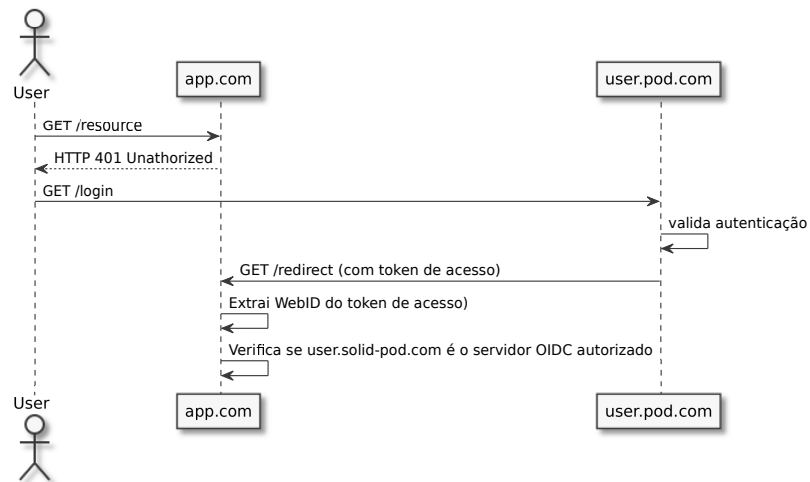 User
app.com
user.pod.com
GET /resource
HTTP 401 Unathorized
GET /login
valida autenticação
GET /redirect (com token de acesso)
Extrai WebID do token de acesso)
Verifica se user.solid-pod.com é o servidor OIDC autorizado
User
app.com
user.pod.com